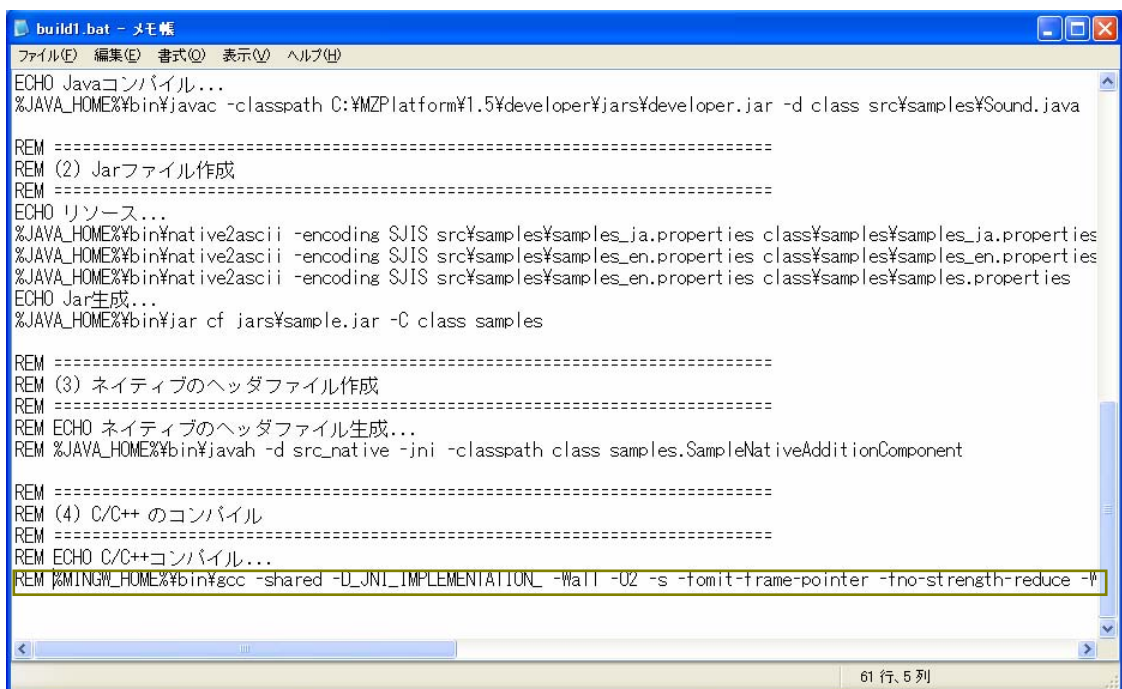 build1.bat - メモ帳
ファイル(F) 編集(E) 書式(O) 表示(V) ヘルプ(H)
ECHO Javaコンパイル...
%JAVA_HOME%¥bin¥javac -classpath C:¥MZPlatform¥1.5¥developer¥jars¥developer.jar -d class src¥samples¥Sound.java
REM ===========================================================================
REM (2) Jarファイル作成
REM ===========================================================================
ECHO リソース...
%JAVA_HOME%¥bin¥native2ascii -encoding SJIS src¥samples¥samples_ja.properties class¥samples¥samples_ja.properties
%JAVA_HOME%¥bin¥native2ascii -encoding SJIS src¥samples¥samples_en.properties class¥samples¥samples_en.properties
%JAVA_HOME%¥bin¥native2ascii -encoding SJIS src¥samples¥samples_en.properties class¥samples¥samples.properties
ECHO Jar生成...
%JAVA_HOME%¥bin¥jar cf jars¥sample.jar -C class samples
REM ===========================================================================
REM (3) ネイティブのヘッダファイル作成
REM ===========================================================================
REM ECHO ネイティブのヘッダファイル生成...
REM %JAVA_HOME%¥bin¥javah -d src_native -jni -classpath class samples.SampleNativeAdditionComponent
REM ===========================================================================
REM (4) C/C++ のコンパイル
REM ===========================================================================
REM ECHO C/C++コンパイル...
REM %MINGW_HOME%¥bin¥gcc -shared -D_JNI_IMPLEMENTATION_ -Wall -O2 -s -fomit-frame-pointer -fno-strength-reduce
61 行、5 列